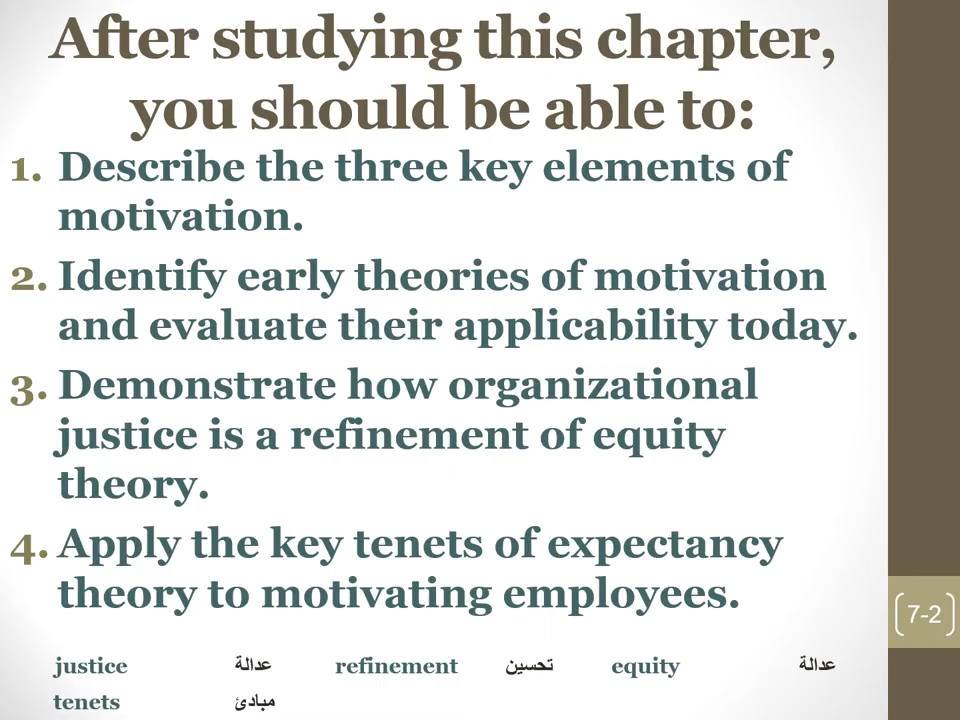 After studying this chapter,
you should be able to:
1. Describe the three key elements of
motivation.
2. Identify early theories of motivation
and evaluate their applicability today.
3. Demonstrate how organizational
justice is a refinement of equity
theory.
4. Apply the key tenets of expectancy
theory to motivating employees.
7-2
justice عدالة refinement تحسين equity عدالة
tenets مبادئ